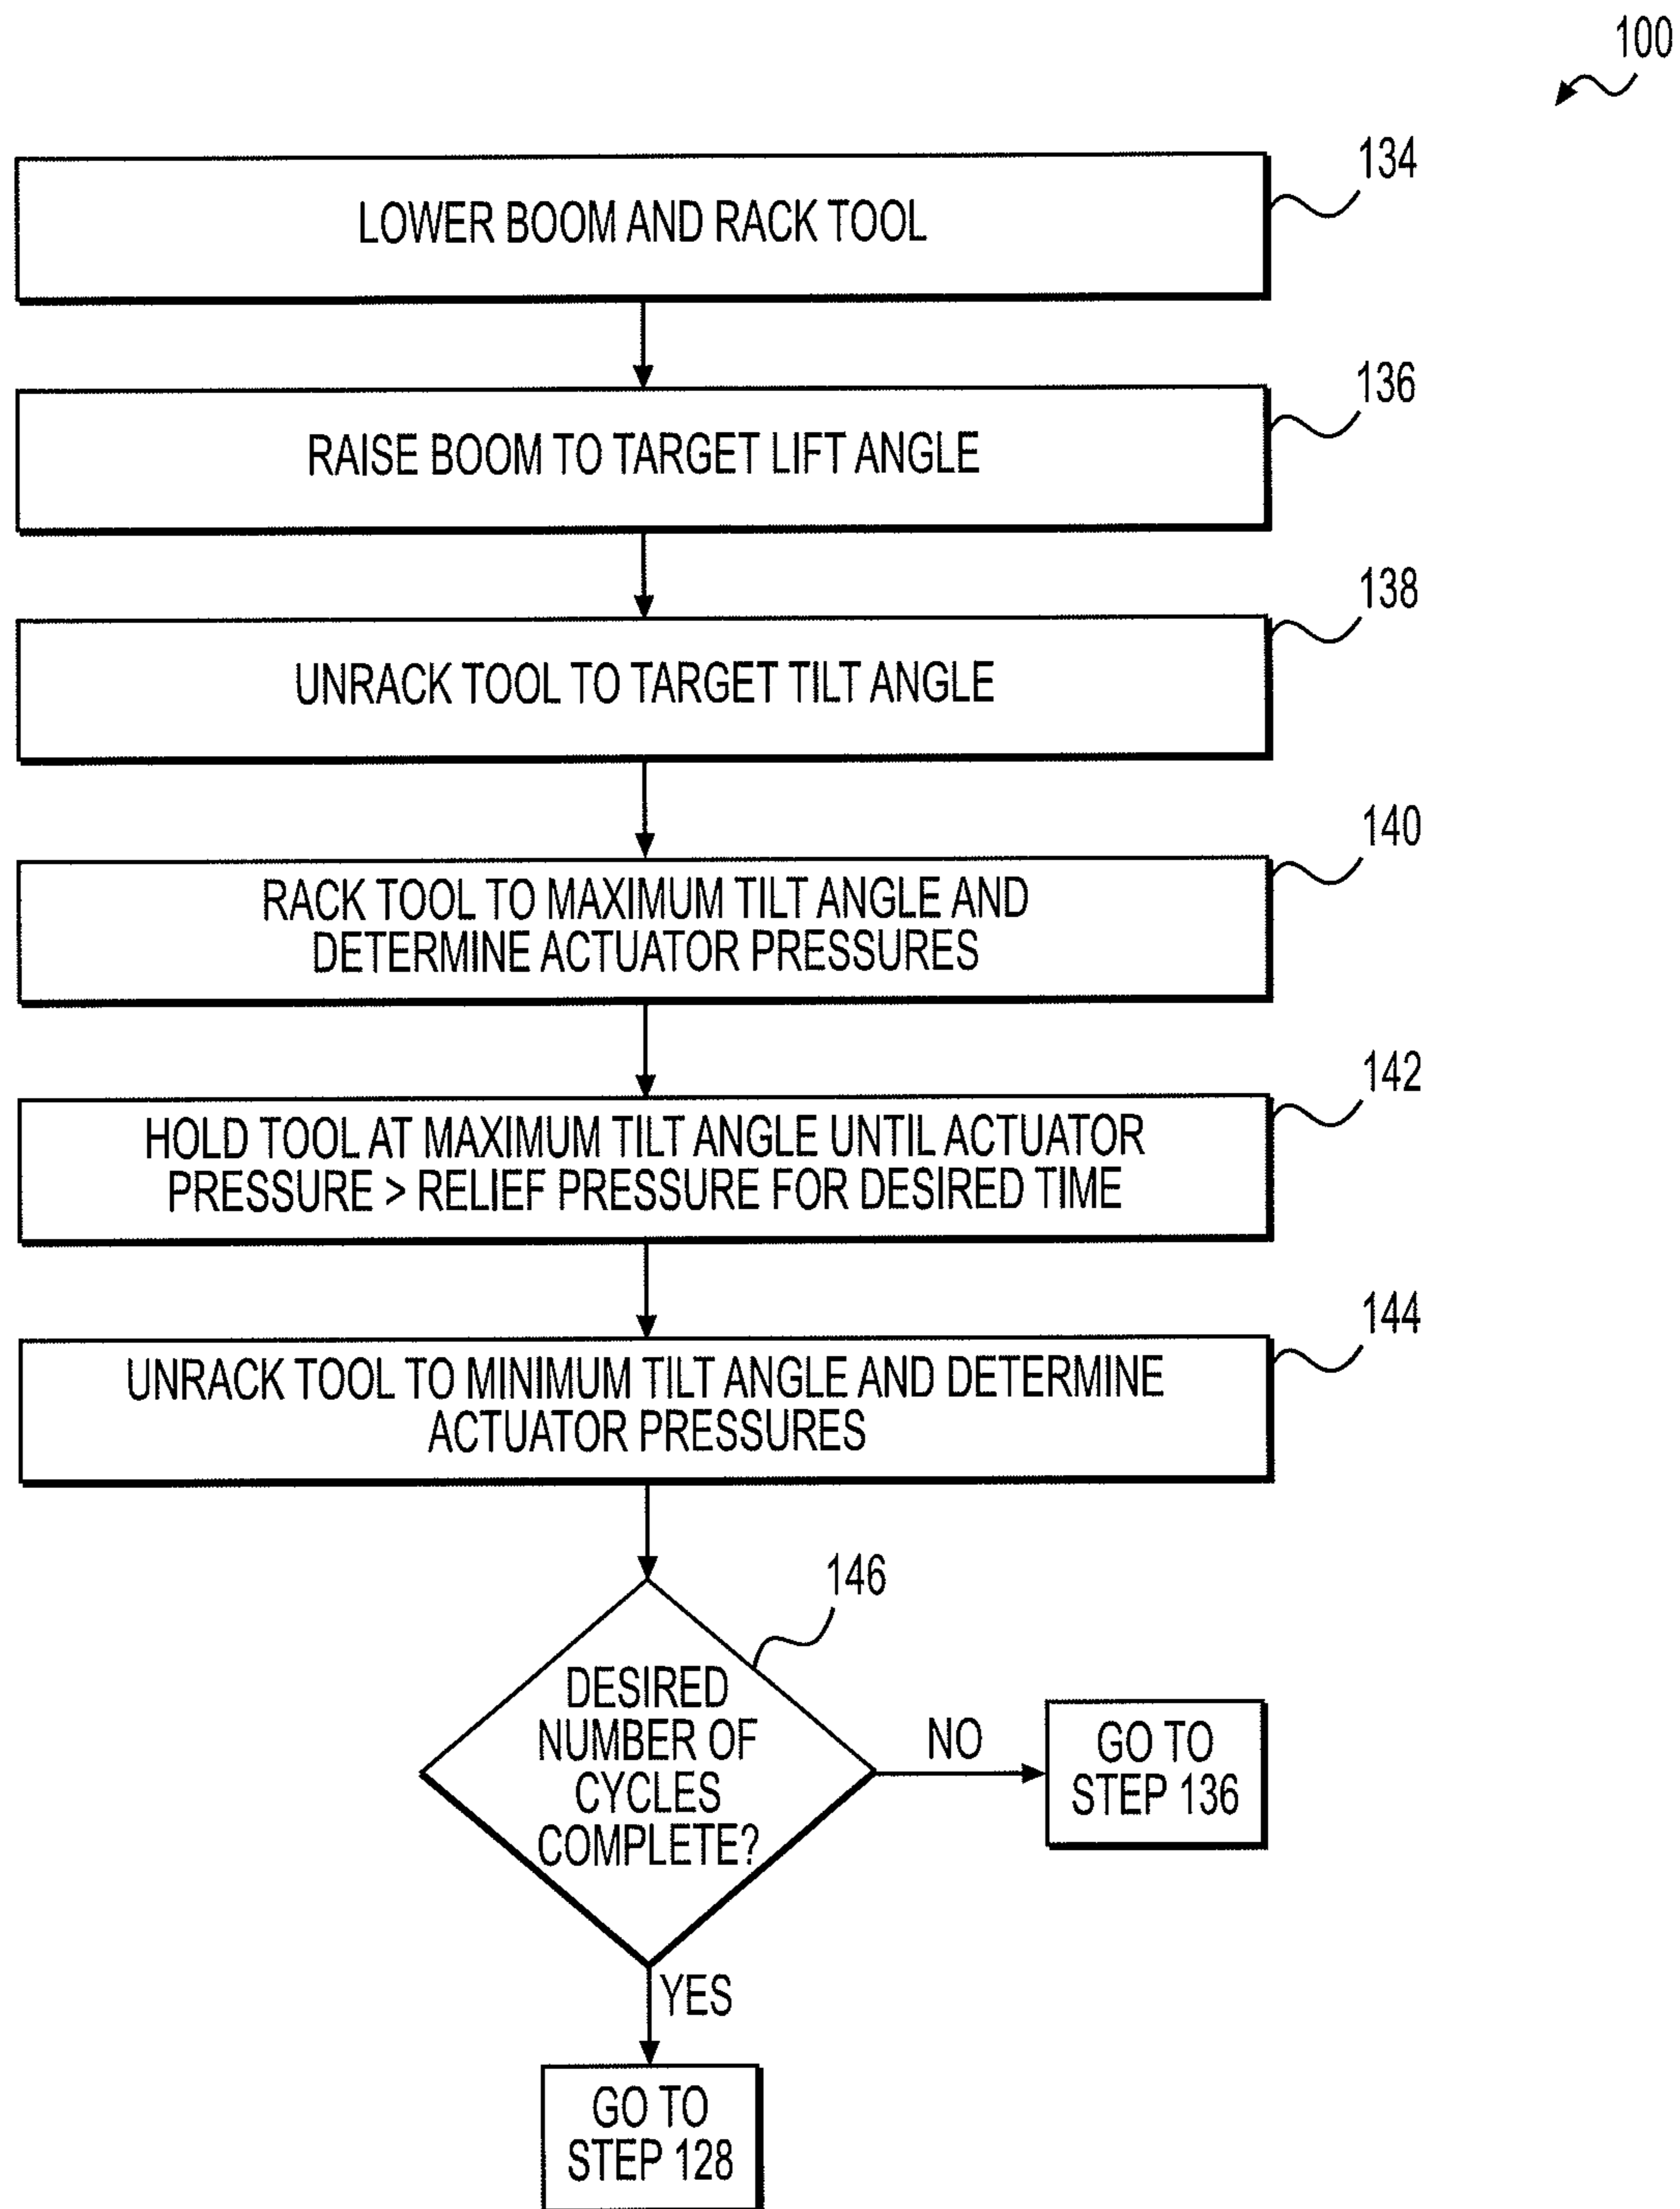 100
134
LOWER BOOM AND RACK TOOL
136
RAISE BOOM TO TARGET LIFT ANGLE
138
UNRACK TOOL TO TARGET TILT ANGLE
140
RACK TOOL TO MAXIMUM TILT ANGLE AND
DETERMINE ACTUATOR PRESSURES
142
HOLD TOOL AT MAXIMUM TILT ANGLE UNTIL ACTUATOR
PRESSURE > RELIEF PRESSURE FOR DESIRED TIME
144
UNRACK TOOL TO MINIMUM TILT ANGLE AND DETERMINE
ACTUATOR PRESSURES
146
DESIRED
NUMBER OF
CYCLES
COMPLETE?
NO
GO TO
STEP 136
YES
GO TO
STEP 128